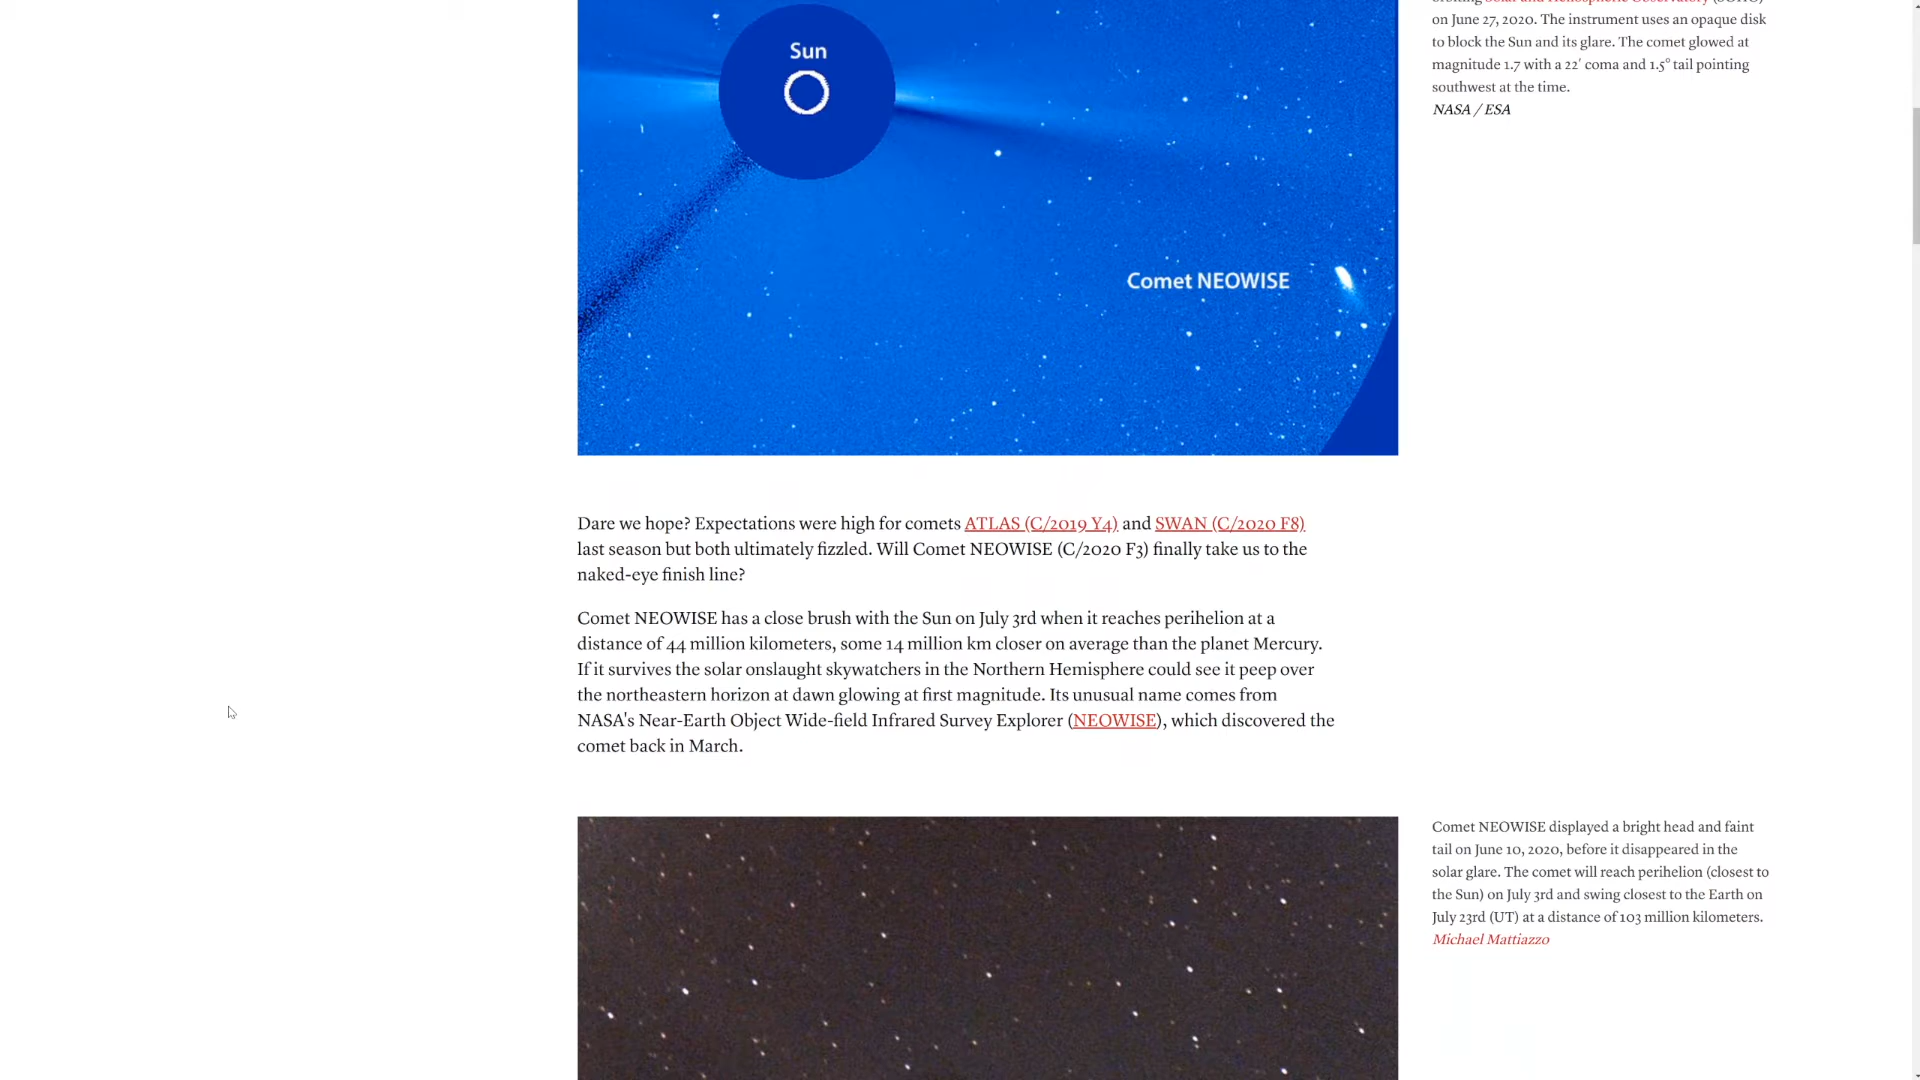 Sun
Comet NEOWISE
on June 27, 2020. The instrument uses an opaque disk
to block the Sun and its glare. The comet glowed at
magnitude 1.7 with a 22' coma and 1.5° tail pointing
southwest at the time.
NASA / ESA
Dare we hope? Expectations were high for comets ATLAS (C/2019 Y4) and SWAN (C/2020 F8)
last season but both ultimately fizzled. Will Comet NEOWISE (C/2020 F3) finally take us to the
naked-eye finish line?
Comet NEOWISE has a close brush with the Sun on July 3rd when it reaches perihelion at a
distance of 44 million kilometers, some 14 million km closer on average than the planet Mercury.
If it survives the solar onslaught skywatchers in the Northern Hemisphere could see it peep over
the northeastern horizon at dawn glowing at first magnitude. Its unusual name comes from
NASA's Near-Earth Object Wide-field Infrared Survey Explorer (NEOWISE), which discovered the
comet back in March.
Comet NEOWISE displayed a bright head and faint
tail on June 10, 2020, before it disappeared in the
solar glare. The comet will reach perihelion (closest to
the Sun) on July 3rd and swing closest to the Earth on
July 23rd (UT) at a distance of 103 million kilometers.
Michael Mattiazzo